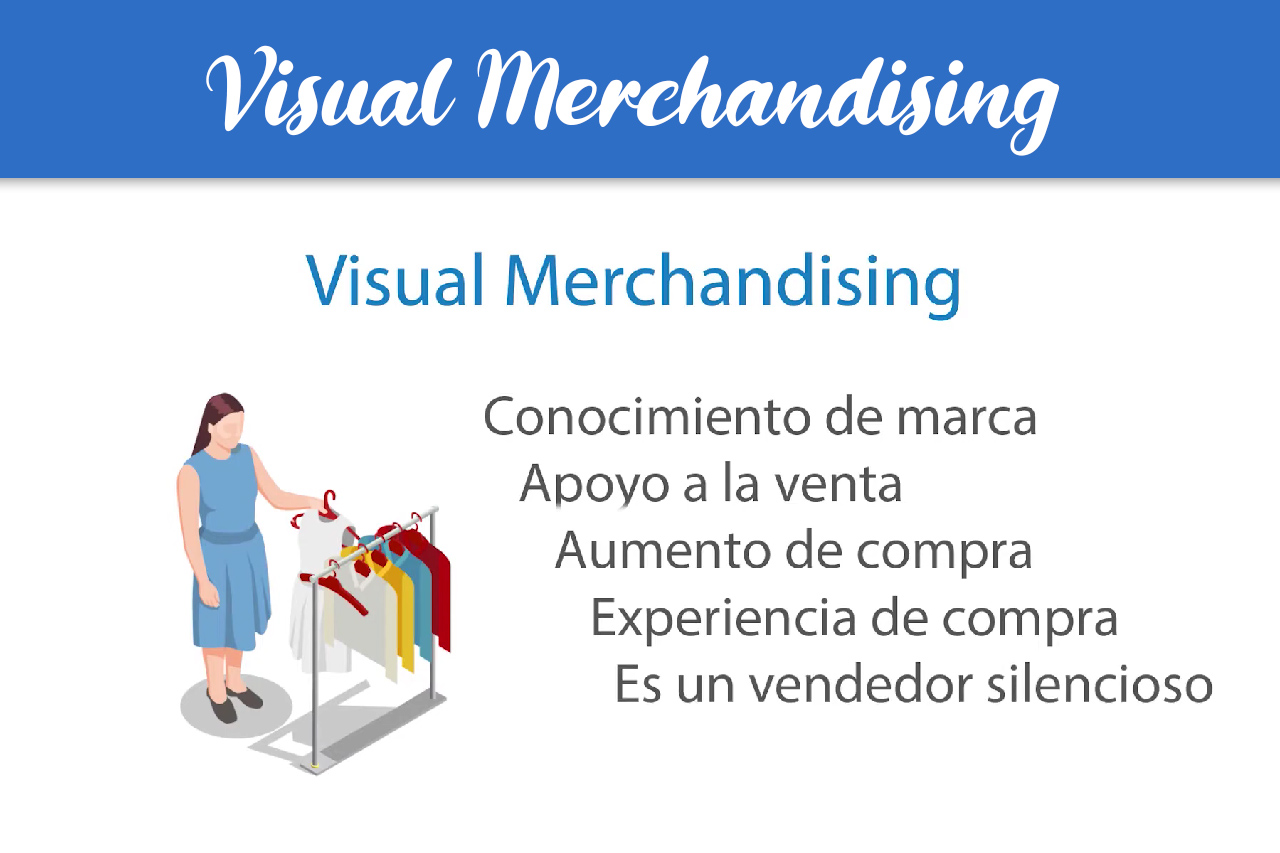 Visual Merchandising
Visual Merchandising
Conocimiento de marca
Apoyo a la venta
Aumento de compra
Experiencia de compra
Es un vendedor silencioso